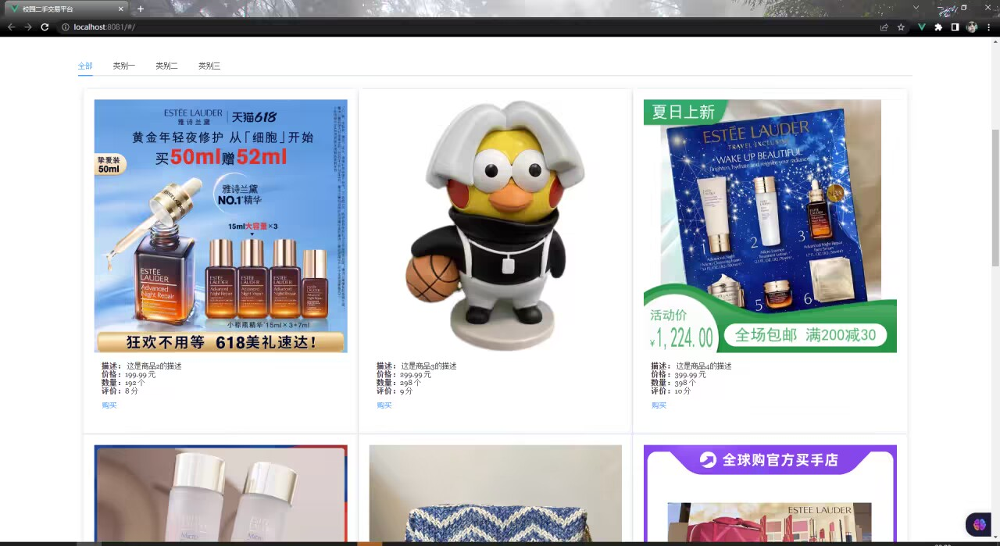 校园二手交易平台
localhost:8081/#/
全部 类别一 类别二 类别三
ESTĒE LAUDER
雅诗兰黛
天猫618
黄金年轻夜修护 从「细胞」开始
买50ml赠52ml
挚爱装
50ml
雅诗兰黛
NO.1*精华
15ml大容量×3
ESTĒE
LAUDER
Advanced
Night Repair
小棕瓶精华*15ml×3+7ml
狂欢不用等 618美礼速达!
描述： 这是商品2的描述
价格：199.99 元
数量：192 个
评价：8 分
购买
描述： 这是商品3的描述
价格：299.99 元
数量：298 个
评价：9 分
购买
夏日上新
ESTĒE LAUDER
TRAVEL EXCLUSIVE
WAKE UP BEAUTIFUL
Brighten, hydrate and reignite your radiance
1
2
3
5
6
活动价
¥1,224.00
全场包邮 满200减30
描述： 这是商品4的描述
价格：399.99 元
数量：398 个
评价：10 分
购买
全球购官方买手店
ESTĒE LAUDER